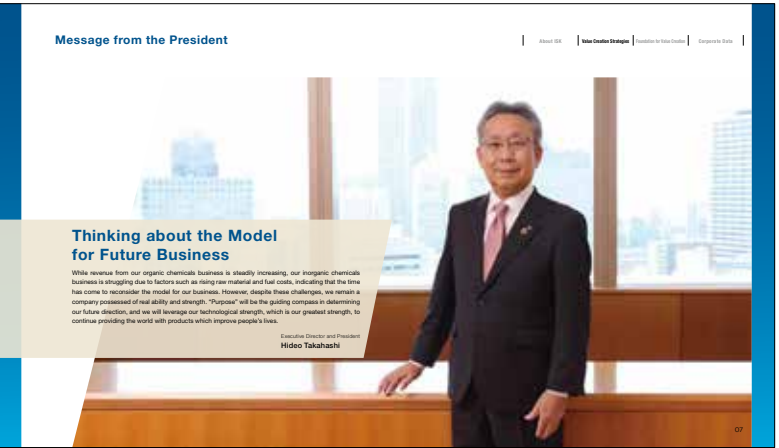 Message from the President
About ISK
Value Creation Strategies
Foundation for Value Creation
Corporate Data
Thinking about the Model
for Future Business
While revenue from our organic chemicals business is steadily increasing, our inorganic chemicals
business is struggling due to factors such as rising raw material and fuel costs, indicating that the time
has come to reconsider the model for our business. However, despite these challenges, we remain a
company possessed of real ability and strength. “Purpose” will be the guiding compass in determining
our future direction, and we will leverage our technological strength, which is our greatest strength, to
continue providing the world with products which improve people’s lives.
Executive Director and President
Hideo Takahashi
07